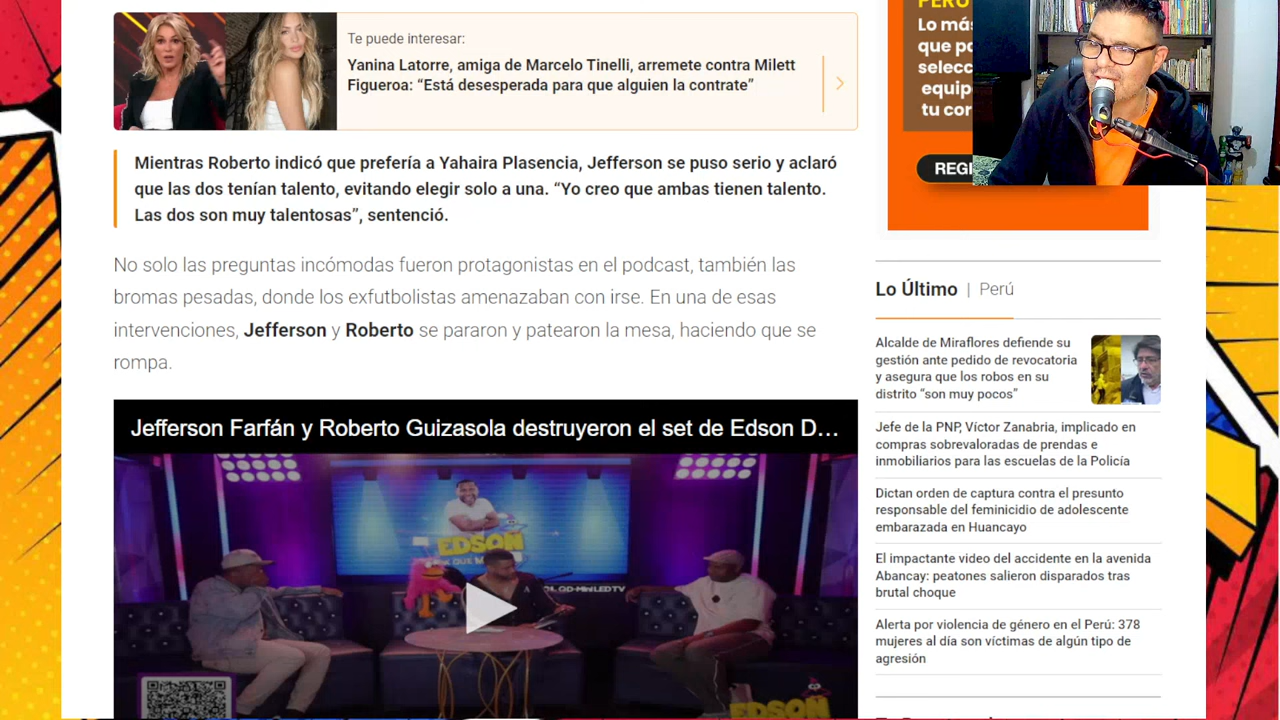 Te puede interesar:
Yanina Latorre, amiga de Marcelo Tinelli, arremete contra Milett
Figueroa: “Está desesperada para que alguien la contrate”
Mientras Roberto indicó que prefería a Yahaira Plasencia, Jefferson se puso serio y aclaró
que las dos tenían talento, evitando elegir solo a una. “Yo creo que ambas tienen talento.
Las dos son muy talentosas”, sentenció.
No solo las preguntas incómodas fueron protagonistas en el podcast, también las
bromas pesadas, donde los exfutbolistas amenazaban con irse. En una de esas
intervenciones, Jefferson y Roberto se pararon y patearon la mesa, haciendo que se
rompa.
Jefferson Farfán y Roberto Guizasola destruyeron el set de Edson D...
EDSON
QD-MiniLEDTV
EDSON
PERÚ
Lo más
que pa
selecc
equip
tu cor
REGI
Lo Último | Perú
Alcalde de Miraflores defiende su
gestión ante pedido de revocatoria
y asegura que los robos en su
distrito “son muy pocos”
Jefe de la PNP, Víctor Zanabria, implicado en
compras sobrevaloradas de prendas e
inmobiliarios para las escuelas de la Policía
Dictan orden de captura contra el presunto
responsable del feminicidio de adolescente
embarazada en Huancayo
El impactante video del accidente en la avenida
Abancay: peatones salieron disparados tras
brutal choque
Alerta por violencia de género en el Perú: 378
mujeres al día son víctimas de algún tipo de
agresión